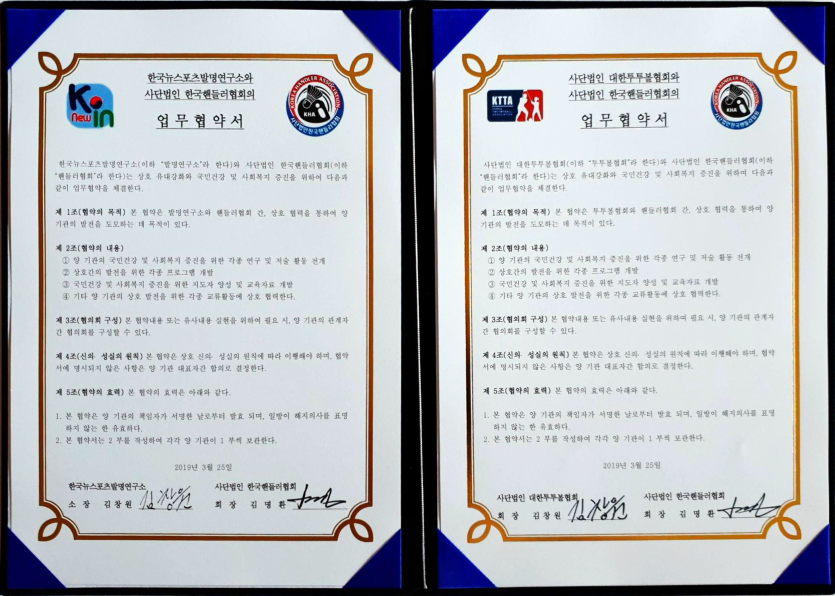 한국뉴스포츠발명연구소와
사단법인 한국핸들러협회의
업무협약서
K.in
New
KOREA HANDLER ASSOCIATION
KHA
사단법인한국핸들러협회
한국뉴스포츠발명연구소(이하 "발명연구소"라 한다)와 사단법인 한국핸들러협회(이하
"핸들러협회"라 한다)는 상호 유대강화와 국민건강 및 사회복지 증진을 위하여 다음과
같이 업무협약을 체결한다.
제 1조(협약의 목적) 본 협약은 발명연구소와 핸들러협회 간, 상호 협력을 통하여 양
기관의 발전을 도모하는 데 목적이 있다.
제 2조(협약의 내용)
① 양 기관의 국민건강 및 사회복지 증진을 위한 각종 연구 및 저술 활동 전개
② 상호간의 발전을 위한 각종 프로그램 개발
③ 국민건강 및 사회복지 증진을 위한 지도자 양성 및 교육자료 개발
④ 기타 양 기관의 상호 발전을 위한 각종 교류활동에 상호 협력한다.
제 3조(협의회 구성) 본 협약내용 또는 유사내용 실현을 위하여 필요 시, 양 기관의 관계자
간 협의회를 구성할 수 있다.
제 4조(신의· 성실의 원칙) 본 협약은 상호 신의· 성실의 원칙에 따라 이행해야 하며, 협약
서에 명시되지 않은 사항은 양 기관 대표자간 합의로 결정한다.
제 5조(협약의 효력) 본 협약의 효력은 아래와 같다.
1. 본 협약은 양 기관의 책임자가 서명한 날로부터 발효 되며, 일방이 해지의사를 표명
하지 않는 한 유효하다.
2. 본 협약서는 2 부를 작성하여 각각 양 기관이 1 부씩 보관한다.
2019년 3월 25일
한국뉴스포츠발명연구소 사단법인 한국핸들러협회
소 장 김창원 김창원 회 장 김명환
사단법인 대한투투볼협회와
사단법인 한국핸들러협회의
업무협약서
KTTA
KOREA HANDLER ASSOCIATION
KHA
사단법인한국핸들러협회
사단법인 대한투투볼협회(이하 "투투볼협회"라 한다)와 사단법인 한국핸들러협회(이하
"핸들러협회"라 한다)는 상호 유대강화와 국민건강 및 사회복지 증진을 위하여 다음과
같이 업무협약을 체결한다.
제 1조(협약의 목적) 본 협약은 투투볼협회와 핸들러협회 간, 상호 협력을 통하여 양
기관의 발전을 도모하는 데 목적이 있다.
제 2조(협약의 내용)
① 양 기관의 국민건강 및 사회복지 증진을 위한 각종 연구 및 저술 활동 전개
② 상호간의 발전을 위한 각종 프로그램 개발
③ 국민건강 및 사회복지 증진을 위한 지도자 양성 및 교육자료 개발
④ 기타 양 기관의 상호 발전을 위한 각종 교류활동에 상호 협력한다.
제 3조(협의회 구성) 본 협약내용 또는 유사내용 실현을 위하여 필요 시, 양 기관의 관계자
간 협의회를 구성할 수 있다.
제 4조(신의· 성실의 원칙) 본 협약은 상호 신의· 성실의 원칙에 따라 이행해야 하며, 협약
서에 명시되지 않은 사항은 양 기관 대표자간 합의로 결정한다.
제 5조(협약의 효력) 본 협약의 효력은 아래와 같다.
1. 본 협약은 양 기관의 책임자가 서명한 날로부터 발효 되며, 일방이 해지의사를 표명
하지 않는 한 유효하다.
2. 본 협약서는 2 부를 작성하여 각각 양 기관이 1 부씩 보관한다.
2019년 3월 25일
사단법인 대한투투볼협회 사단법인 한국핸들러협회
회 장 김창원 김창원 회 장 김명환